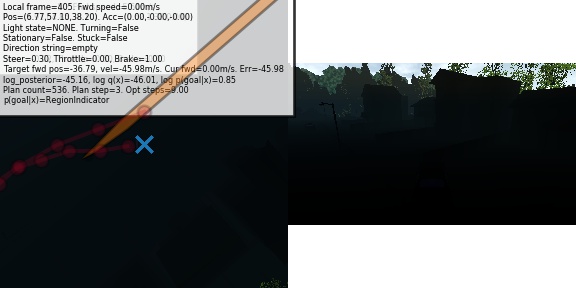 Local frame=405: Fwd speed=0.00m/s
Pos=(6.77,57.10,38.20). Acc=(0.00,-0.00,-0.00)
Light state=NONE. Turning=False
Stationary=False. Stuck=False
Direction string=empty
Steer=0.30, Throttle=0.00, Brake=1.00
Target fwd pos=-36.79, vel=-45.98m/s. Cur fwd=0.00m/s. Err=-45.98
log_posterior=-45.16, log q(x)=-46.01, log p(goal|x)=0.85
Plan count=536. Plan step=3. Opt steps=9.00
p(goal|x)=RegionIndicator